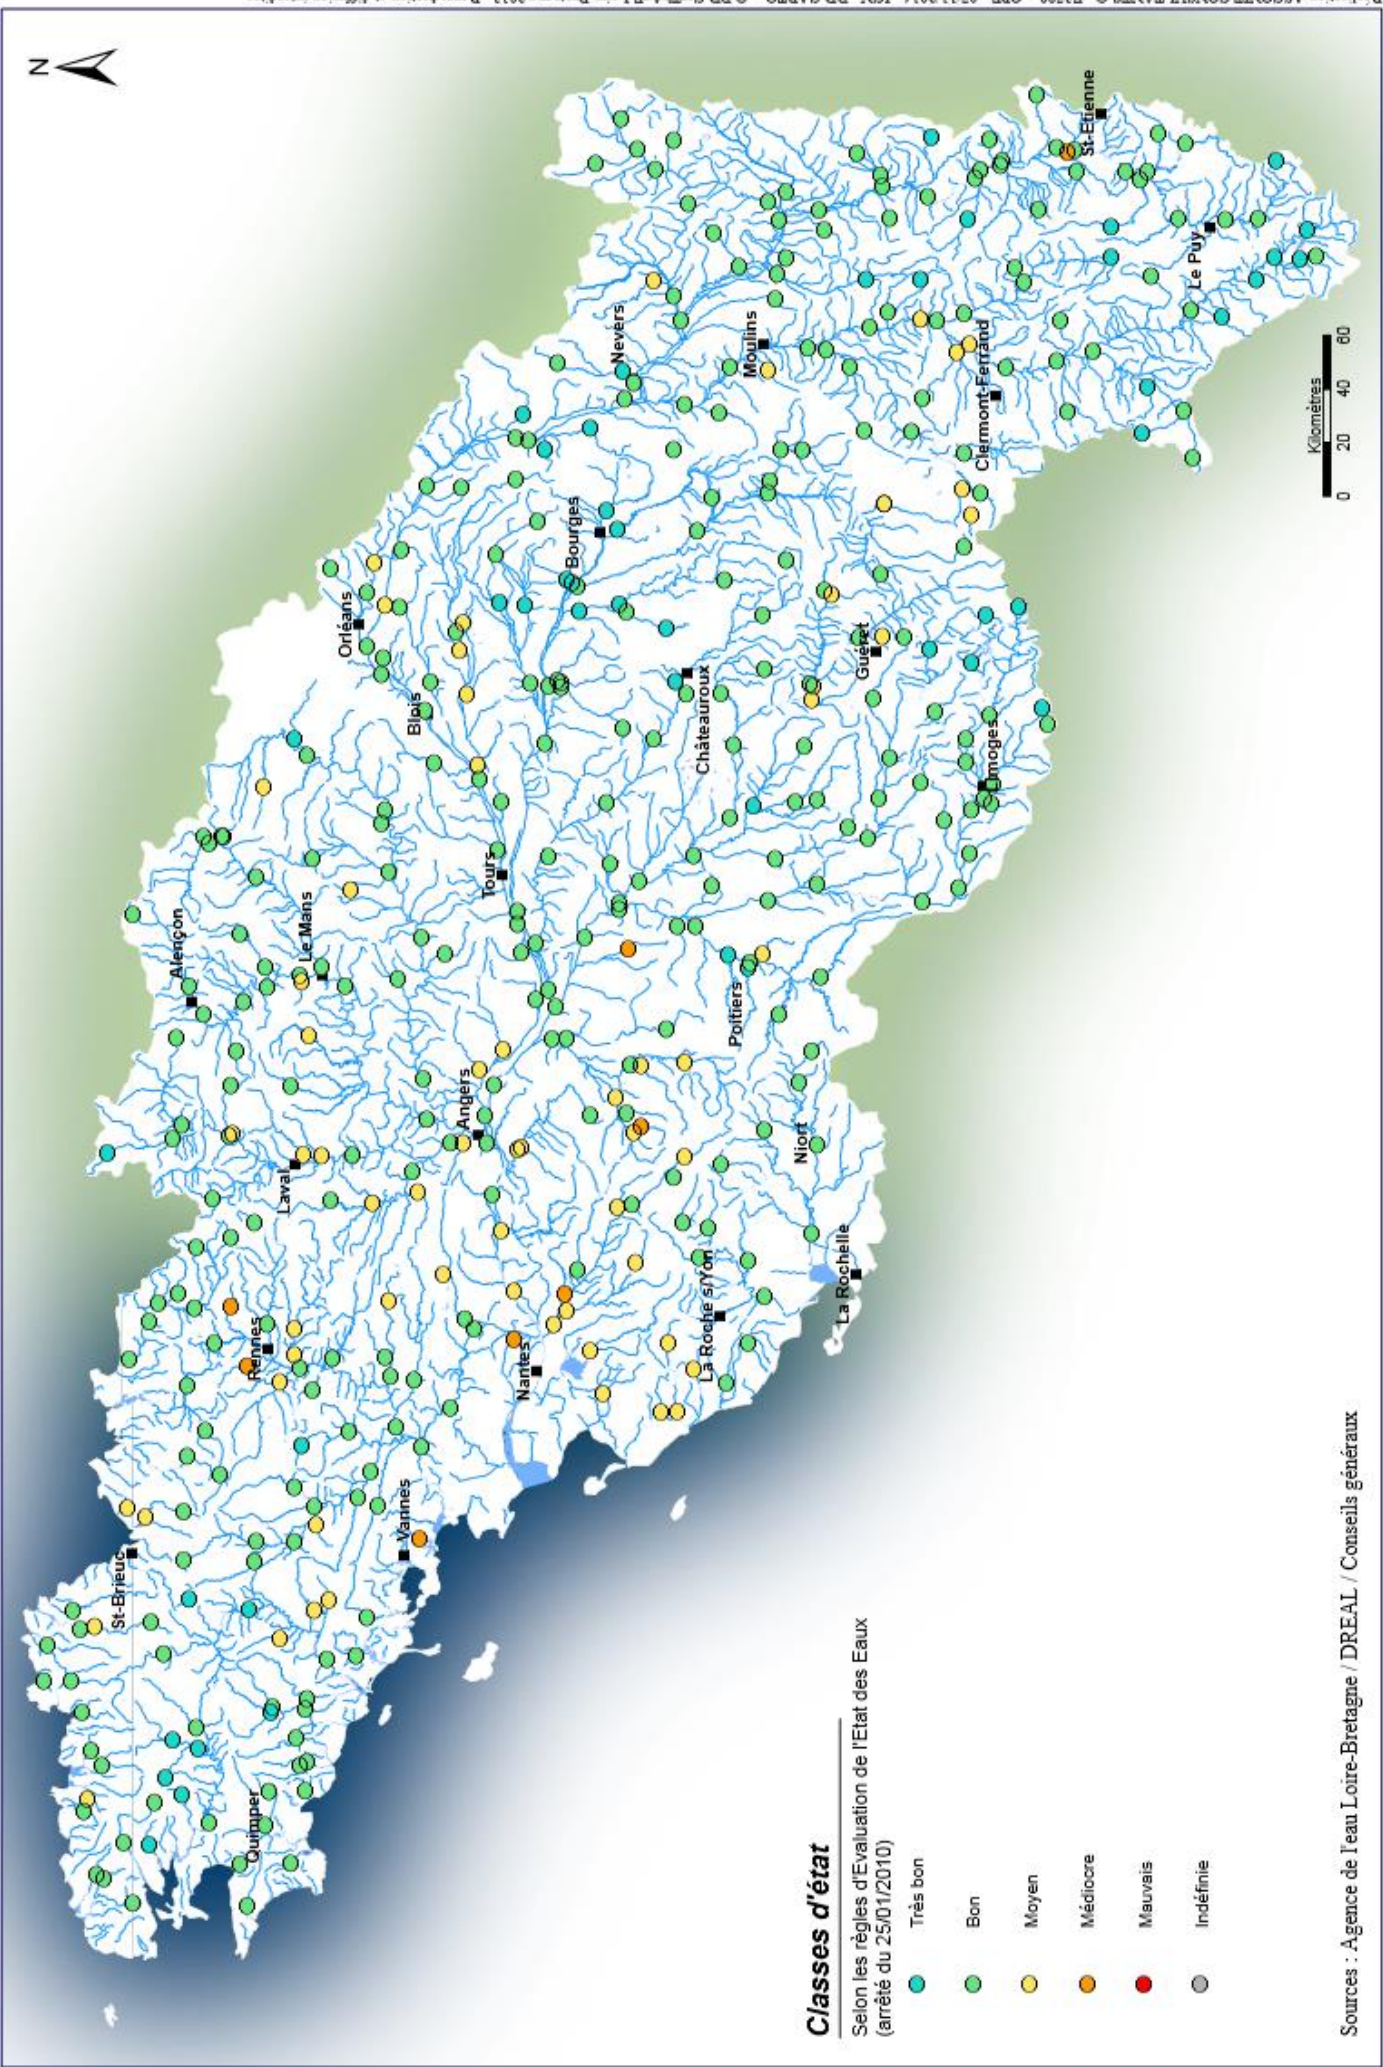 N
St-Brieuc
Quimper
Vannes
Rennes
Laval
Alençon
Le Mans
Orléans
Blois
Tours
Angers
Nantes
La Roche s/Yon
La Rochelle
Niort
Poitiers
Châteauroux
Bourges
Nevers
Moulins
Guéret
Limoges
Clermont-Ferrand
Le Puy
St-Etienne
Kilomètres
0 20 40 60
Classes d'état
Selon les règles d'Evaluation de l'Etat des Eaux
(arrêté du 25/01/2010)
Très bon
Bon
Moyen
Médiocre
Mauvais
Indéfinie
Sources : Agence de l'eau Loire-Bretagne / DREAL / Conseils généraux